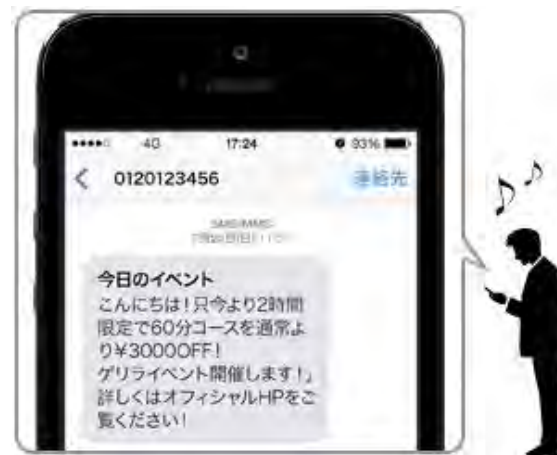 4G 17:24 93%
0120123456 連絡先
SMS/MMS
今日のイベント
こんにちは!只今より2時間
限定で60分コースを通常よ
り¥3000OFF!
ゲリライベント開催します!」
詳しくはオフィシャルHPをご
覧ください!